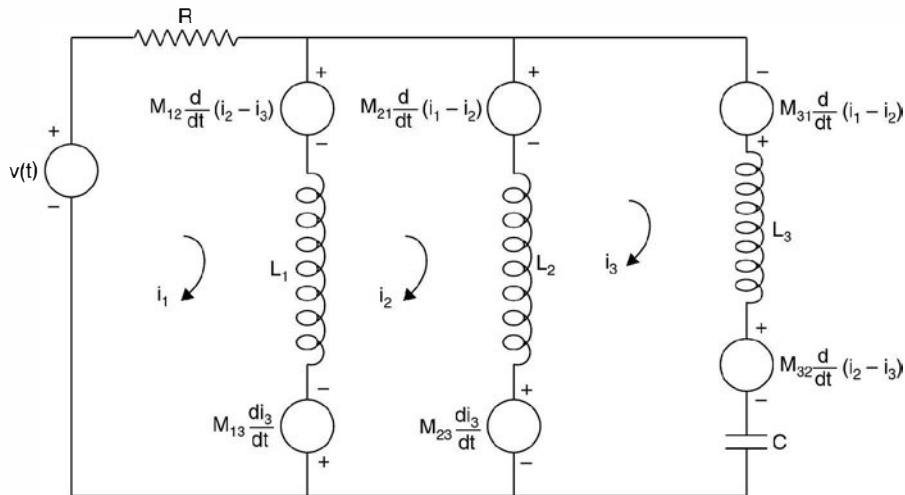 R
+
−
v(t)
+
−
M₁₂ d/dt (i₂ − i₃)
+
−
M₂₁ d/dt (i₁ − i₂)
−
+
M₃₁ d/dt (i₁ − i₂)
i₁
L₁
i₂
L₂
i₃
L₃
−
+
M₁₃ di₃/dt
+
−
M₂₃ di₃/dt
+
−
M₃₂ d/dt (i₂ − i₃)
C